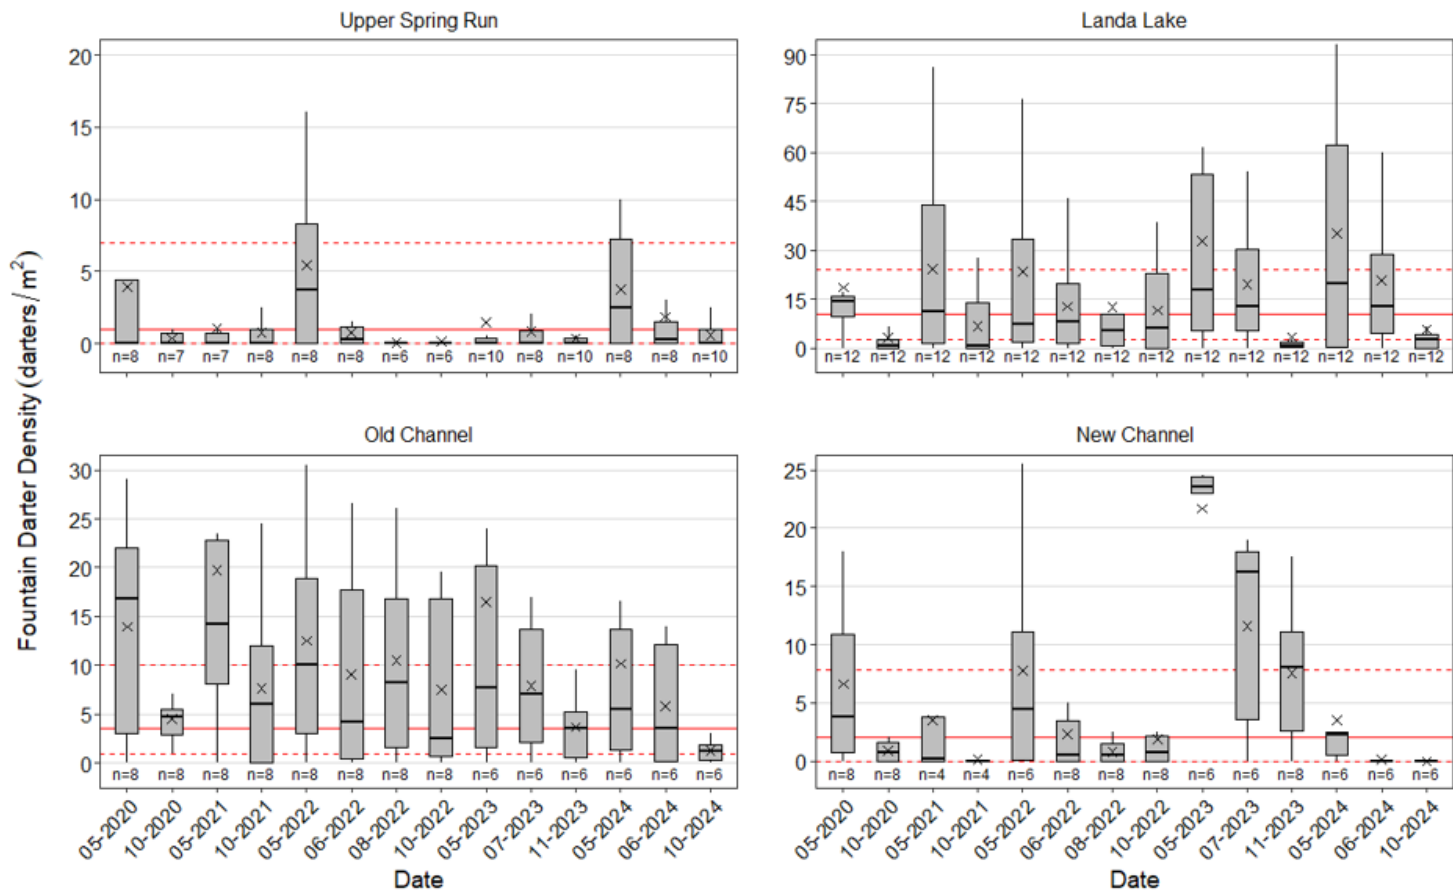 Upper Spring Run
20
15
10
5
0
n=8 n=7 n=7 n=8 n=8 n=8 n=6 n=6 n=10 n=8 n=10 n=8 n=8 n=10
Landa Lake
90
75
60
45
30
15
0
n=12 n=12 n=12 n=12 n=12 n=12 n=12 n=12 n=12 n=12 n=12 n=12 n=12 n=12
Fountain Darter Density (darters/m²)
Old Channel
30
25
20
15
10
5
0
n=8 n=8 n=8 n=8 n=8 n=8 n=8 n=8 n=6 n=6 n=6 n=6 n=6 n=6
05-2020 10-2020 05-2021 10-2021 05-2022 06-2022 08-2022 10-2022 05-2023 07-2023 11-2023 05-2024 06-2024 10-2024
Date
New Channel
25
20
15
10
5
0
n=8 n=8 n=4 n=4 n=6 n=8 n=8 n=8 n=6 n=6 n=8 n=6 n=6 n=6
05-2020 10-2020 05-2021 10-2021 05-2022 06-2022 08-2022 10-2022 05-2023 07-2023 11-2023 05-2024 06-2024 10-2024
Date